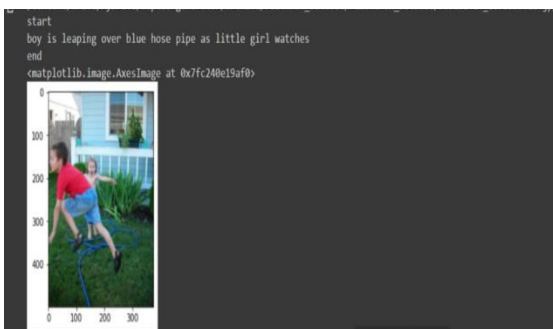 start
boy is leaping over blue hose pipe as little girl watches
end
<matplotlib.image.AxesImage at 0x7fc240e19af0>
0
100
200
300
400
0 100 200 300